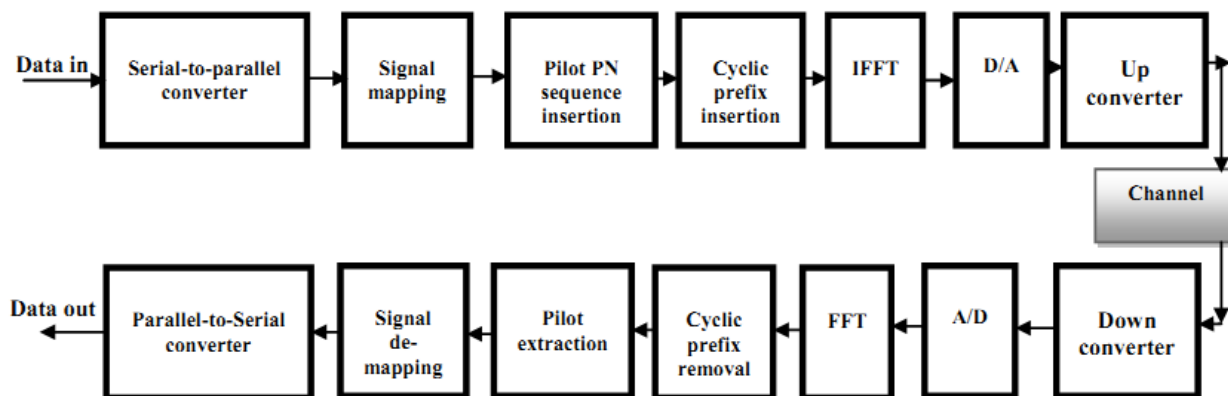 Data in
Serial-to-parallel
converter
Signal
mapping
Pilot PN
sequence
insertion
Cyclic
prefix
insertion
IFFT
D/A
Up
converter
Channel
Data out
Parallel-to-Serial
converter
Signal
de-
mapping
Pilot
extraction
Cyclic
prefix
removal
FFT
A/D
Down
converter